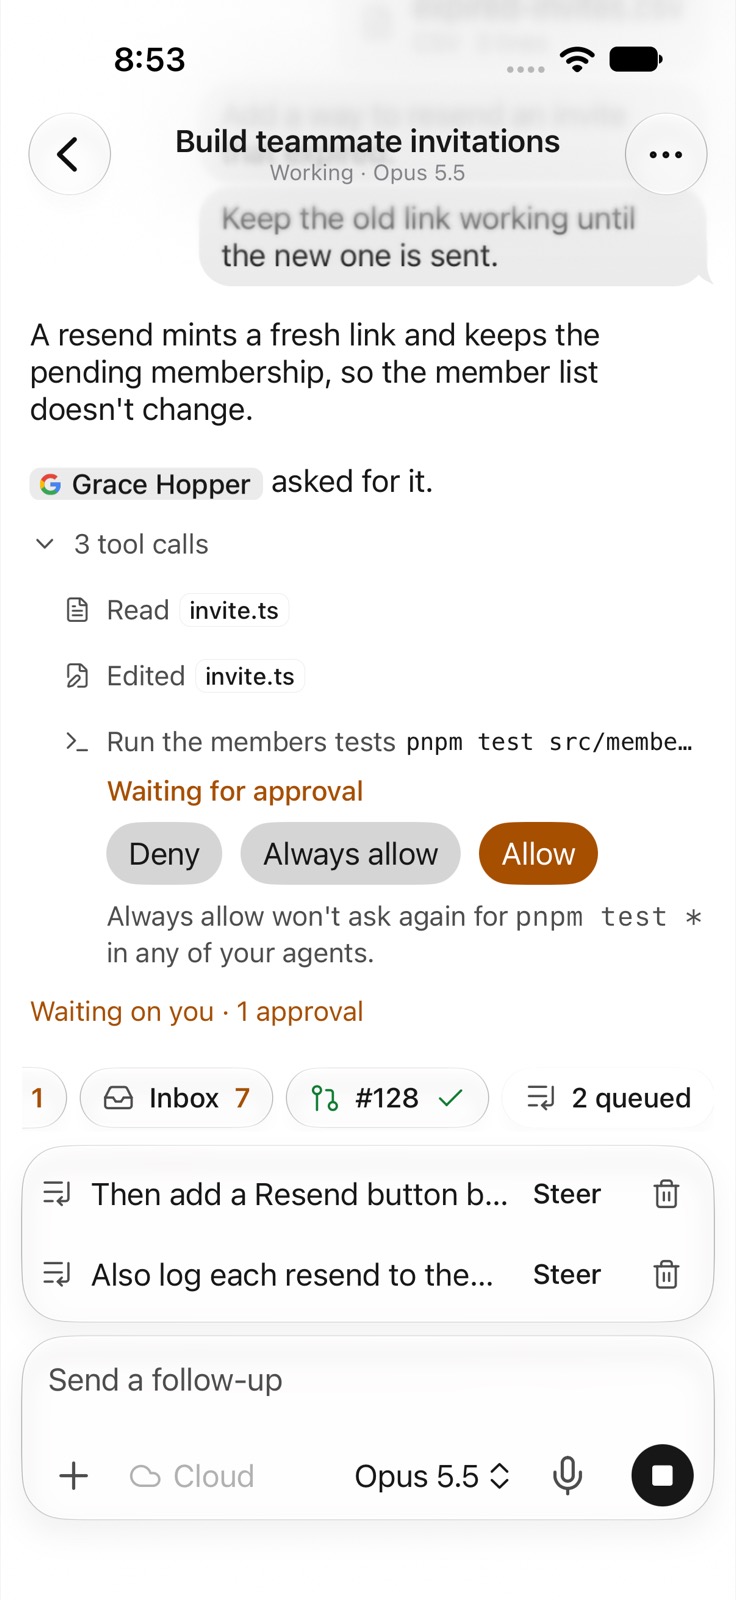 8:53
Build teammate invitations
Working · Opus 5.5
Keep the old link working until
the new one is sent.
A resend mints a fresh link and keeps the
pending membership, so the member list
doesn't change.
Grace Hopper asked for it.
3 tool calls
Read invite.ts
Edited invite.ts
Run the members tests pnpm test src/membe…
Waiting for approval
Deny Always allow Allow
Always allow won't ask again for pnpm test *
in any of your agents.
Waiting on you · 1 approval
1 Inbox 7 #128 2 queued
Then add a Resend button b... Steer
Also log each resend to the... Steer
Send a follow-up
Cloud Opus 5.5